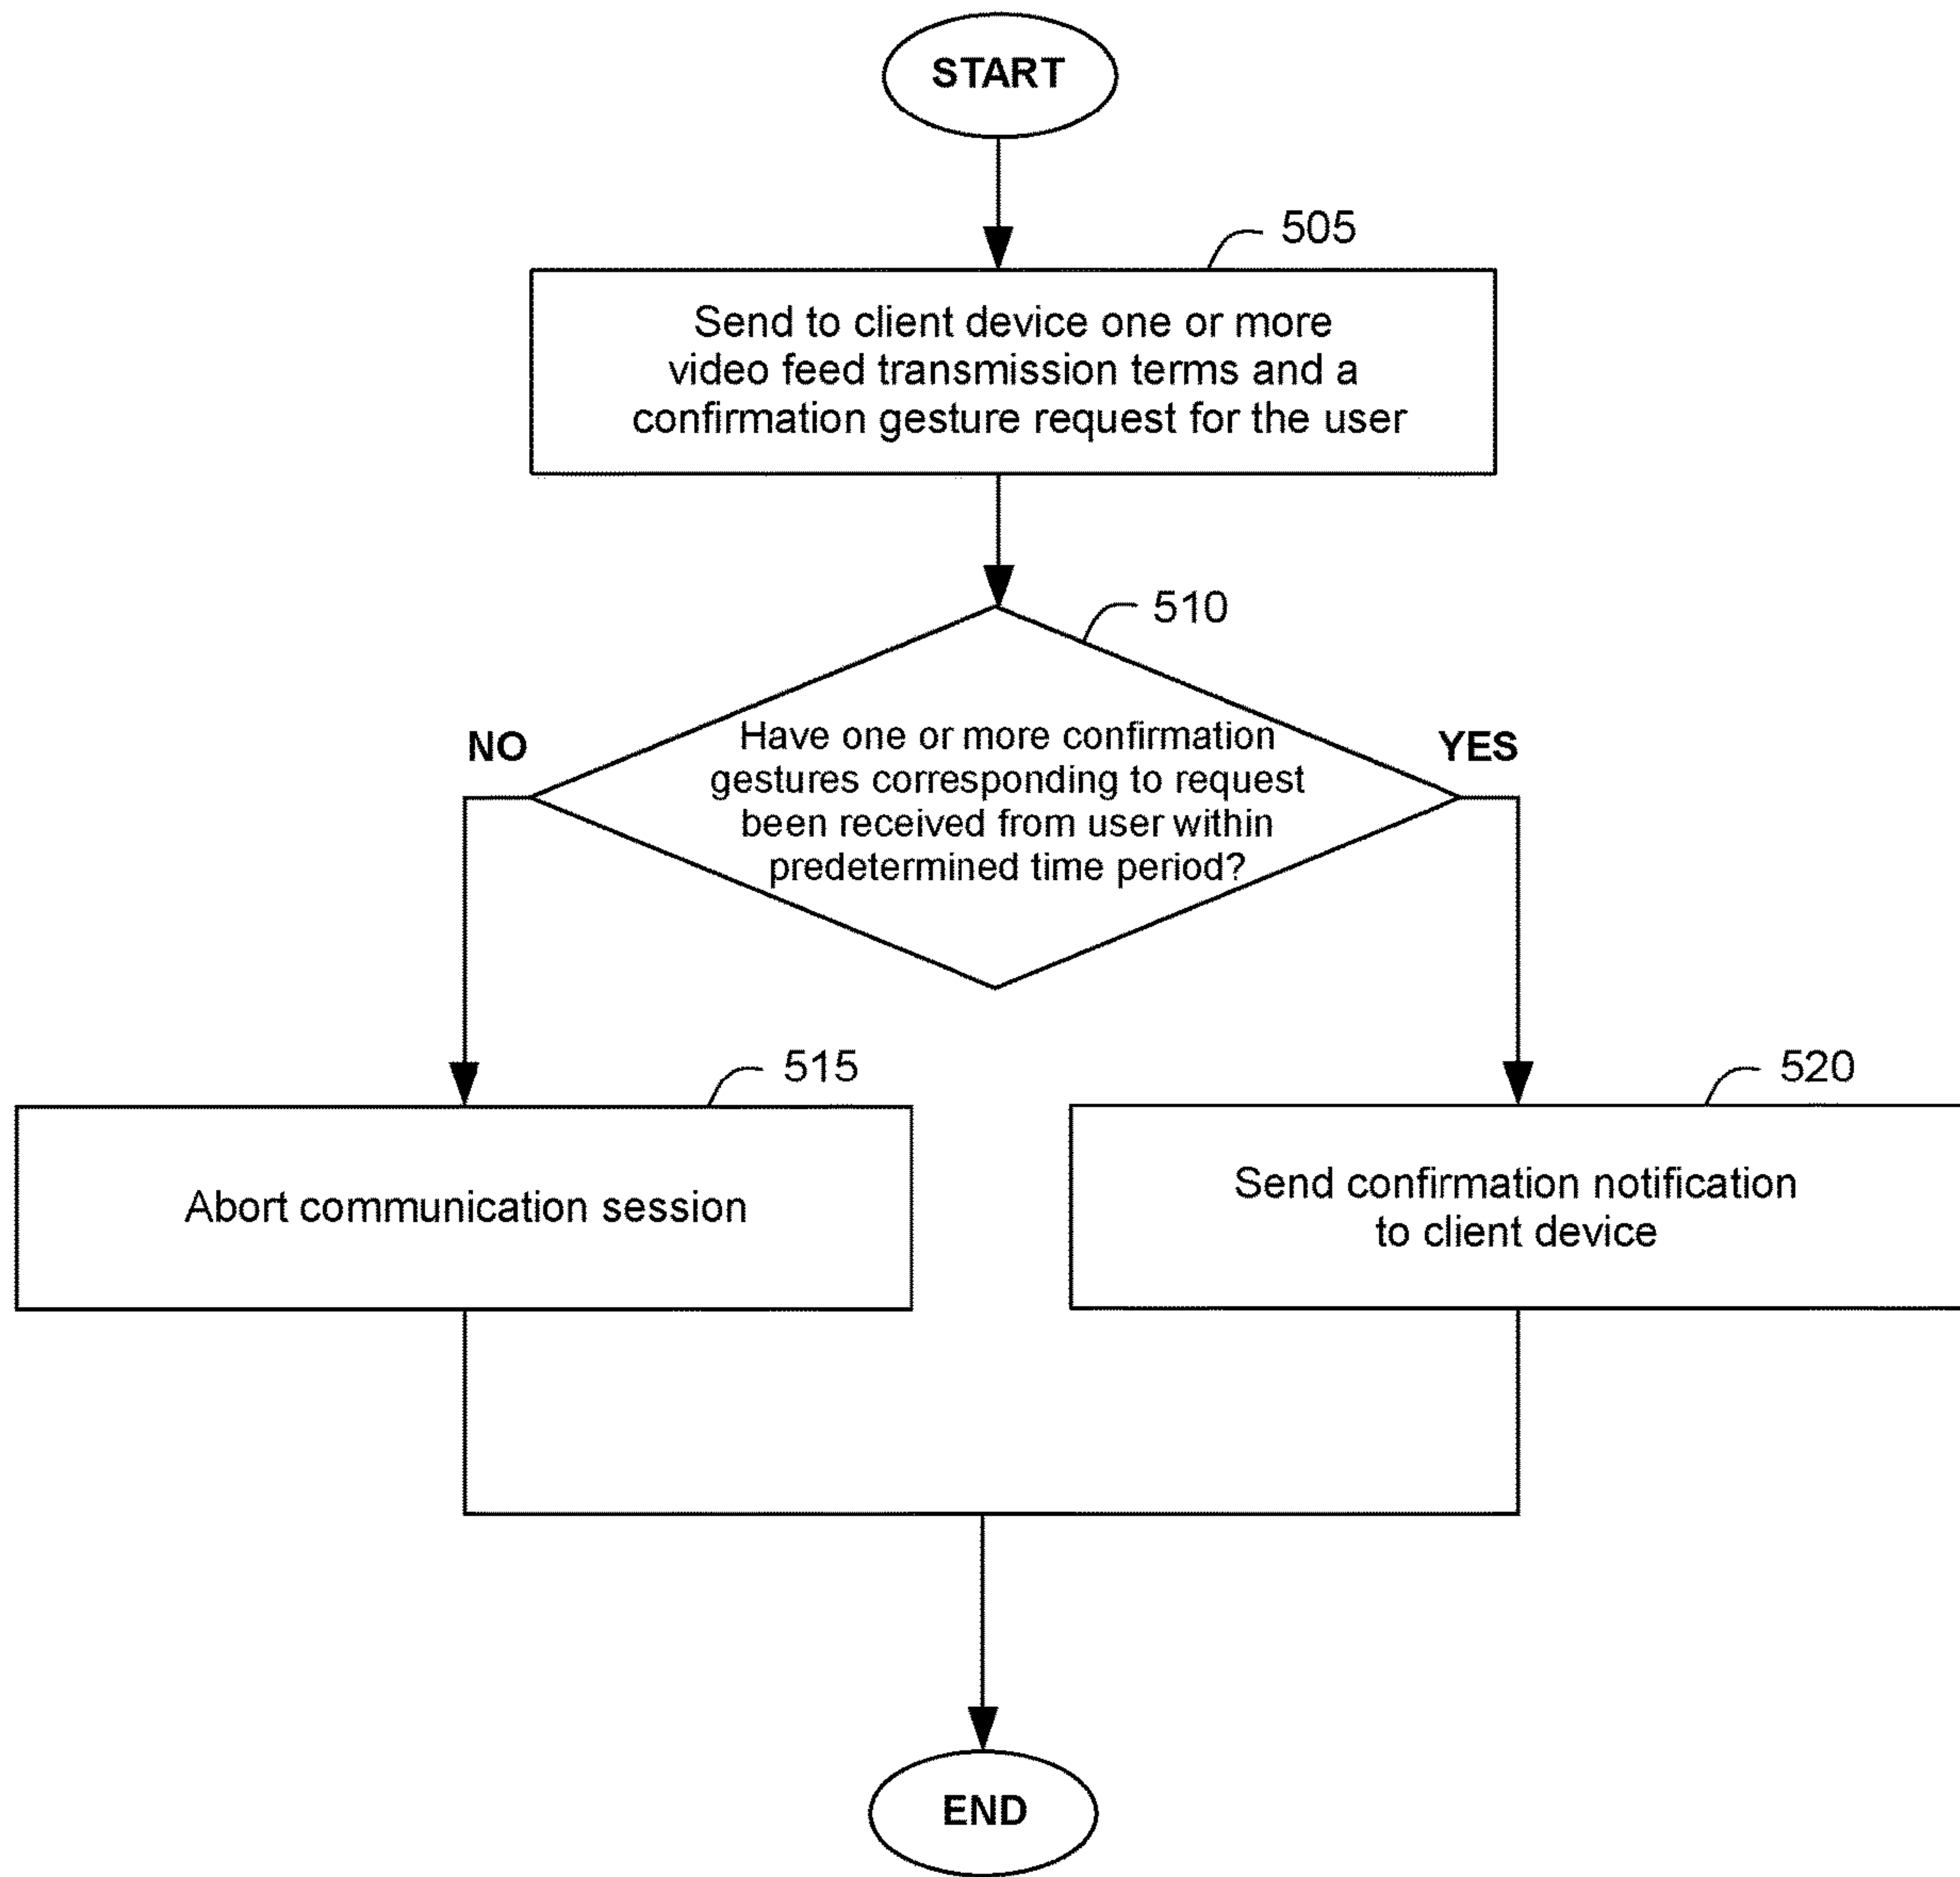 START
505
Send to client device one or more
video feed transmission terms and a
confirmation gesture request for the user
510
NO
YES
Have one or more confirmation
gestures corresponding to request
been received from user within
predetermined time period?
515
520
Abort communication session
Send confirmation notification
to client device
END